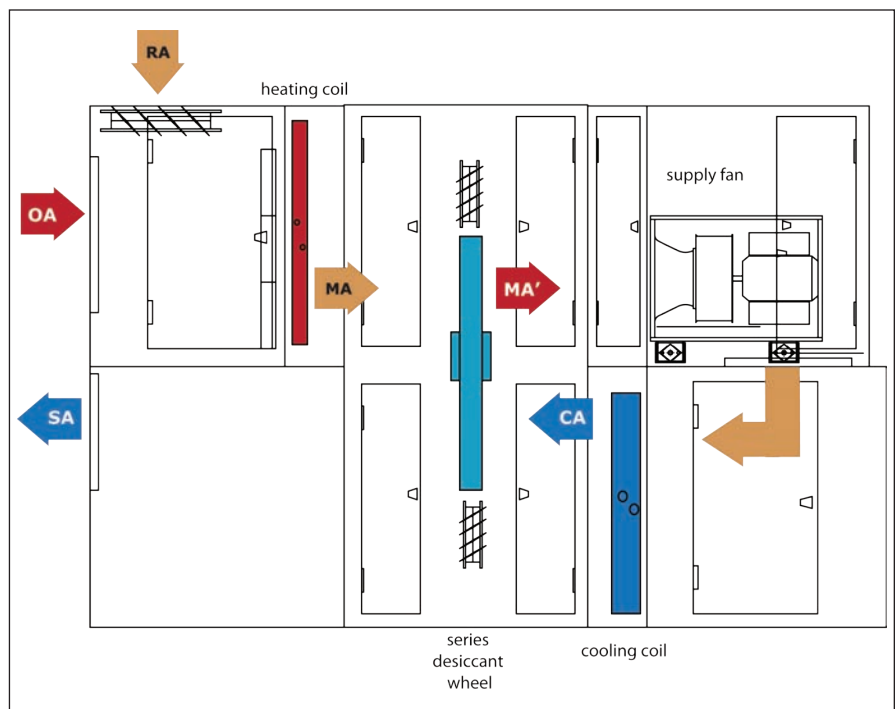 RA
heating coil
supply fan
OA
MA
MA’
SA
CA
series
desiccant
wheel
cooling coil